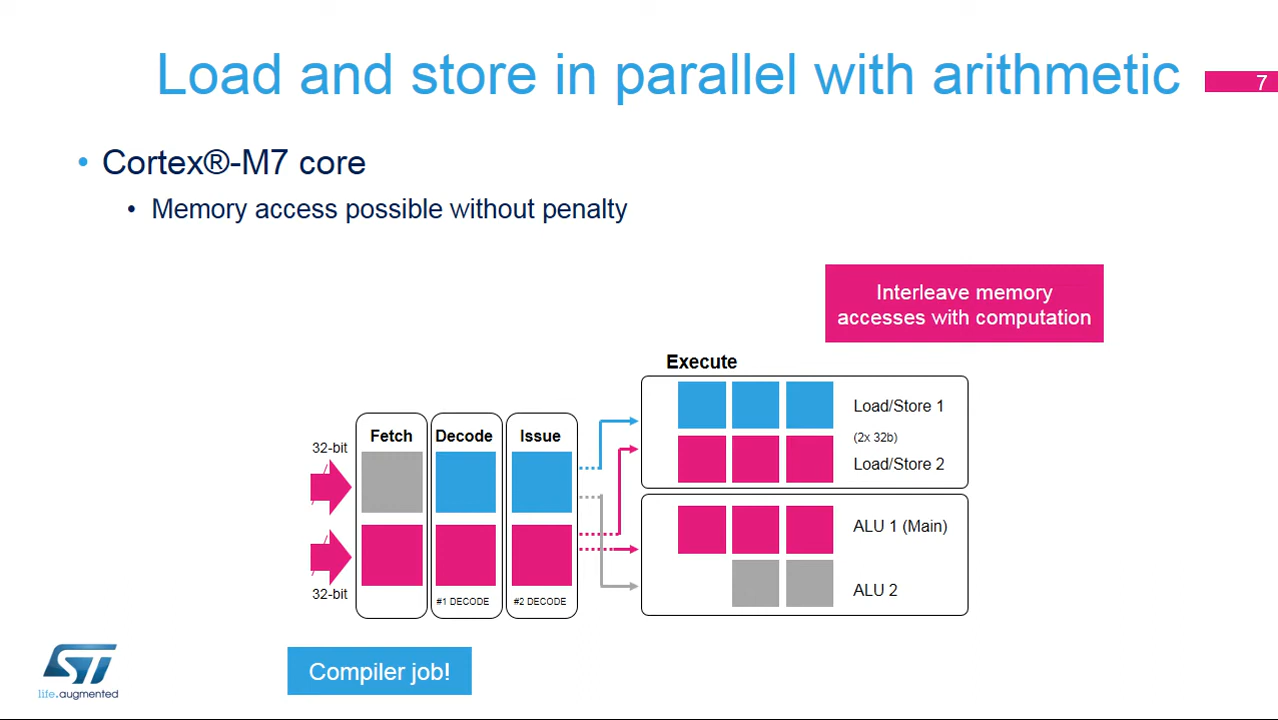 Load and store in parallel with arithmetic
7
• Cortex®-M7 core
• Memory access possible without penalty
Interleave memory
accesses with computation
Execute
Load/Store 1
(2x 32b)
Load/Store 2
Fetch
Decode
Issue
32-bit
32-bit
#1 DECODE
#2 DECODE
ALU 1 (Main)
ALU 2
Compiler job!
ST
life.augmented